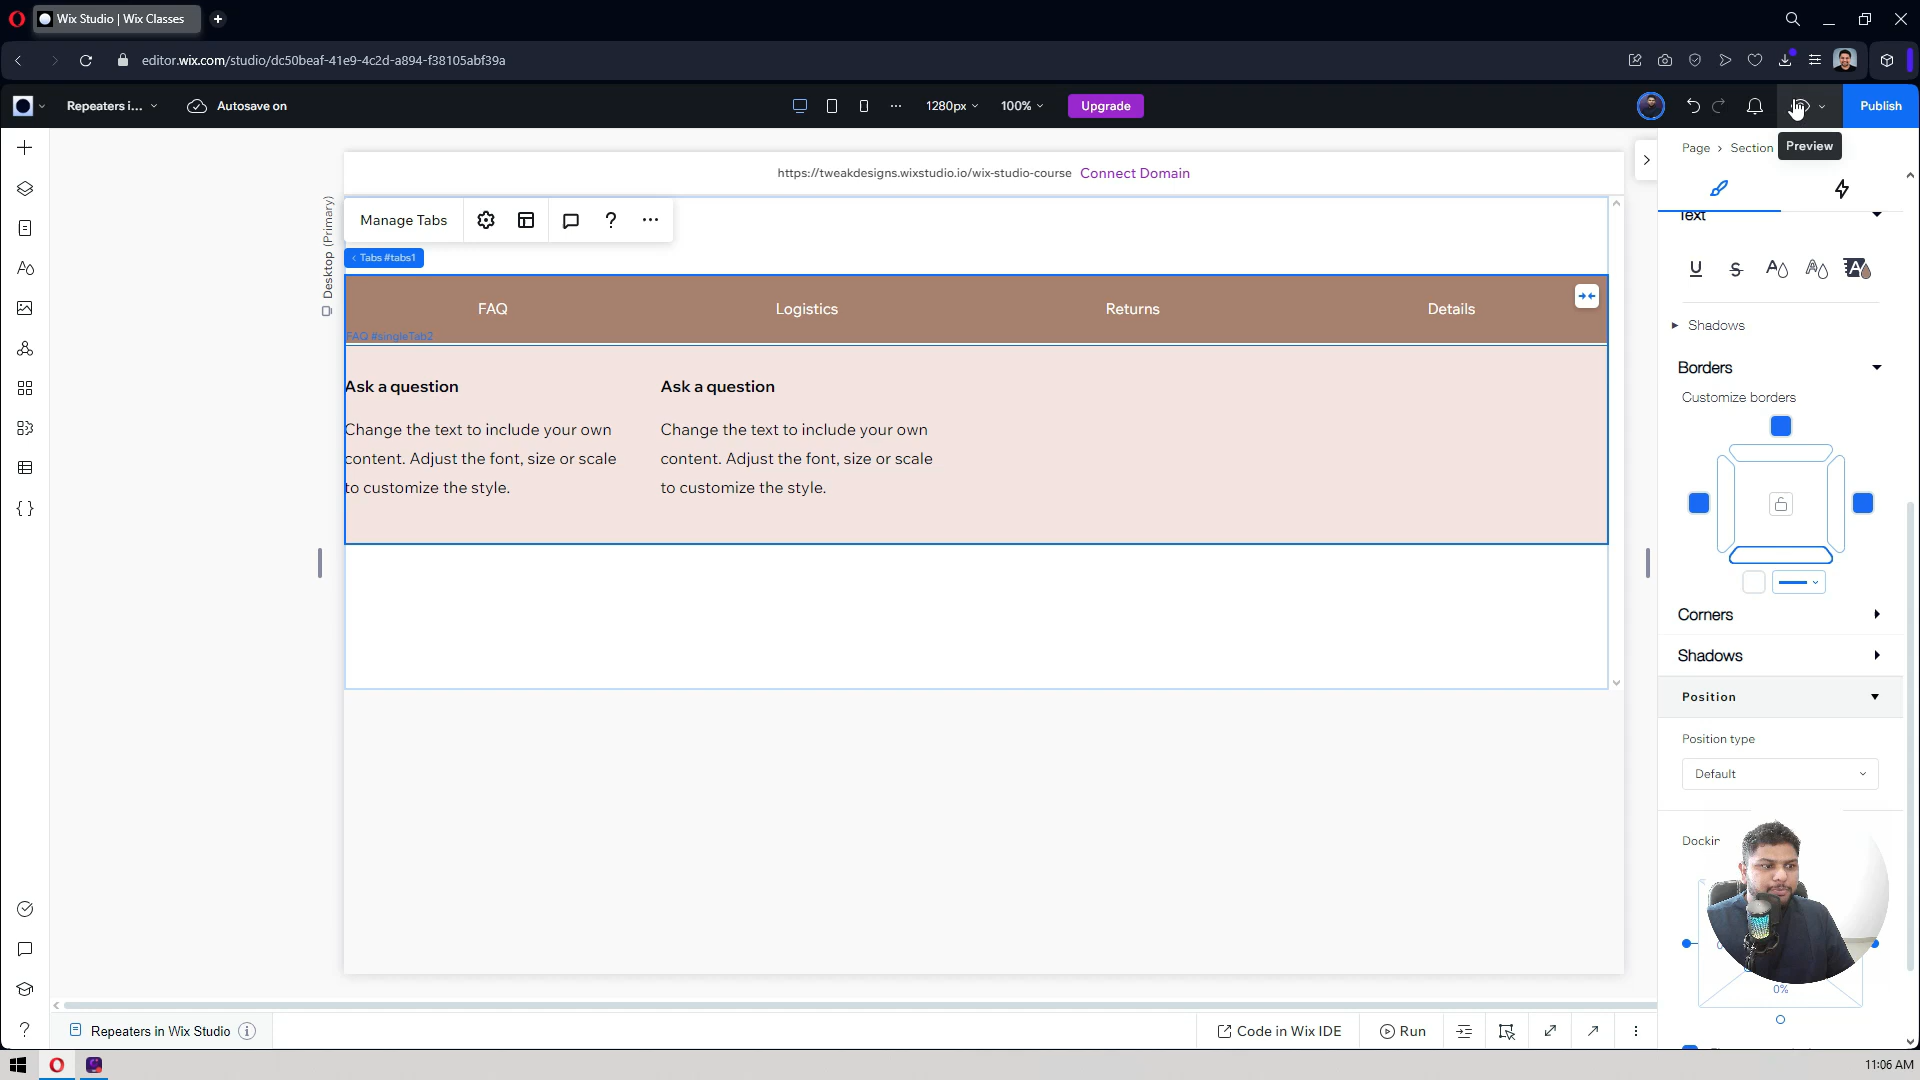 Wix Studio | Wix Classes
editor.wix.com/studio/dc50beaf-41e9-4c2d-a894-f38105abf39a
Repeaters i...
Autosave on
1280px
100%
Upgrade
Publish
Preview
Page > Section
https://tweakdesigns.wixstudio.io/wix-studio-course Connect Domain
Desktop (Primary)
Manage Tabs
< Tabs #tabs1
FAQ
Logistics
Returns
Details
FAQ #singleTab2
Ask a question
Change the text to include your own
content. Adjust the font, size or scale
to customize the style.
Ask a question
Change the text to include your own
content. Adjust the font, size or scale
to customize the style.
Text
Shadows
Borders
Customize borders
Corners
Shadows
Position
Position type
Default
0%
Repeaters in Wix Studio
Code in Wix IDE
Run
11:06 AM